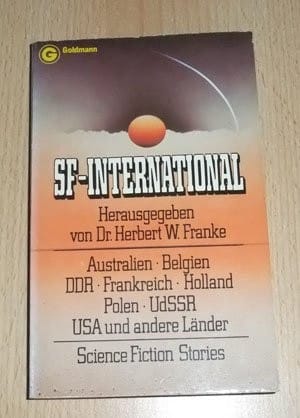 G Goldmann
SF-INTERNATIONAL
Herausgegeben
von Dr. Herbert W. Franke
Australien · Belgien
DDR · Frankreich · Holland
Polen · UdSSR
USA und andere Länder
Science Fiction Stories